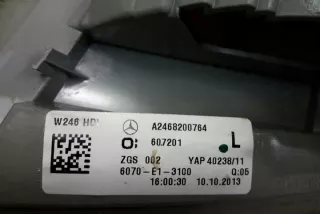 W246 HD
A2468200764
607201
L
ZGS 002 YAP 40238/11
6070-E1-3100 Q:05
16:00:30 10.10.2013